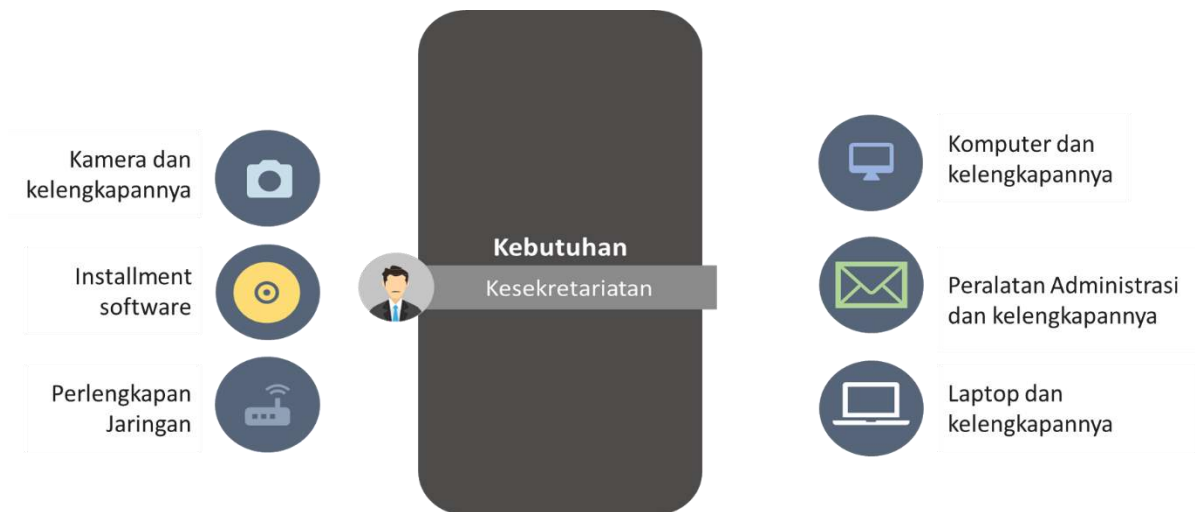 Kamera dan
kelengkapannya
Installment
software
Perlengkapan
Jaringan
Kebutuhan
Kesekretariatan
Komputer dan
kelengkapannya
Peralatan Administrasi
dan kelengkapannya
Laptop dan
kelengkapannya